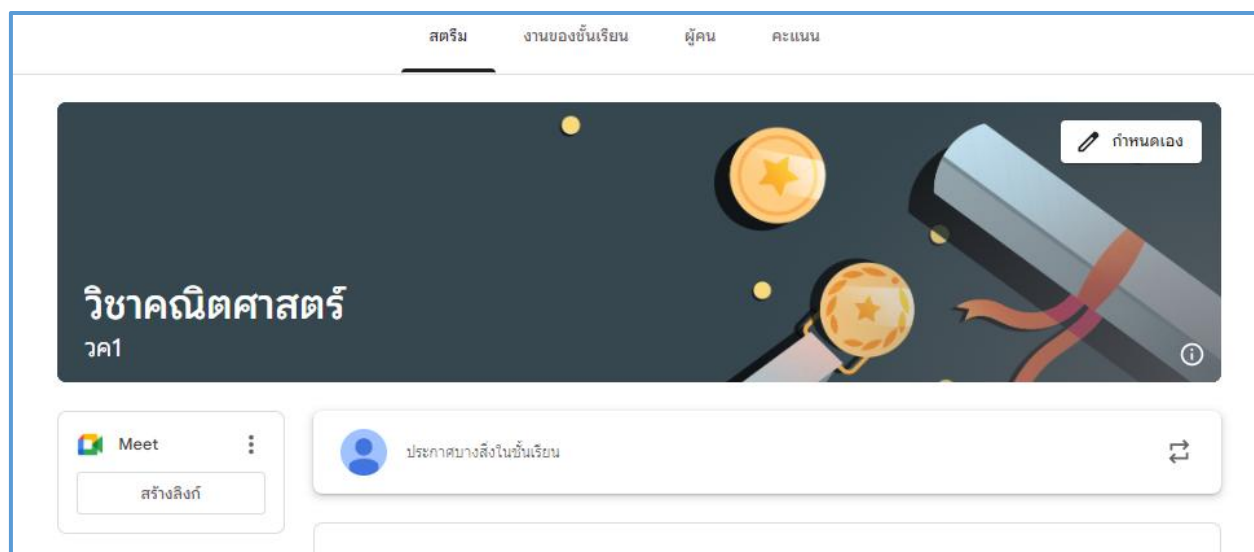 สตรีม งานของชั้นเรียน ผู้คน คะแนน
กำหนดเอง
วิชาคณิตศาสตร์
วค1
Meet
สร้างลิงก์
ประกาศบางสิ่งในชั้นเรียน